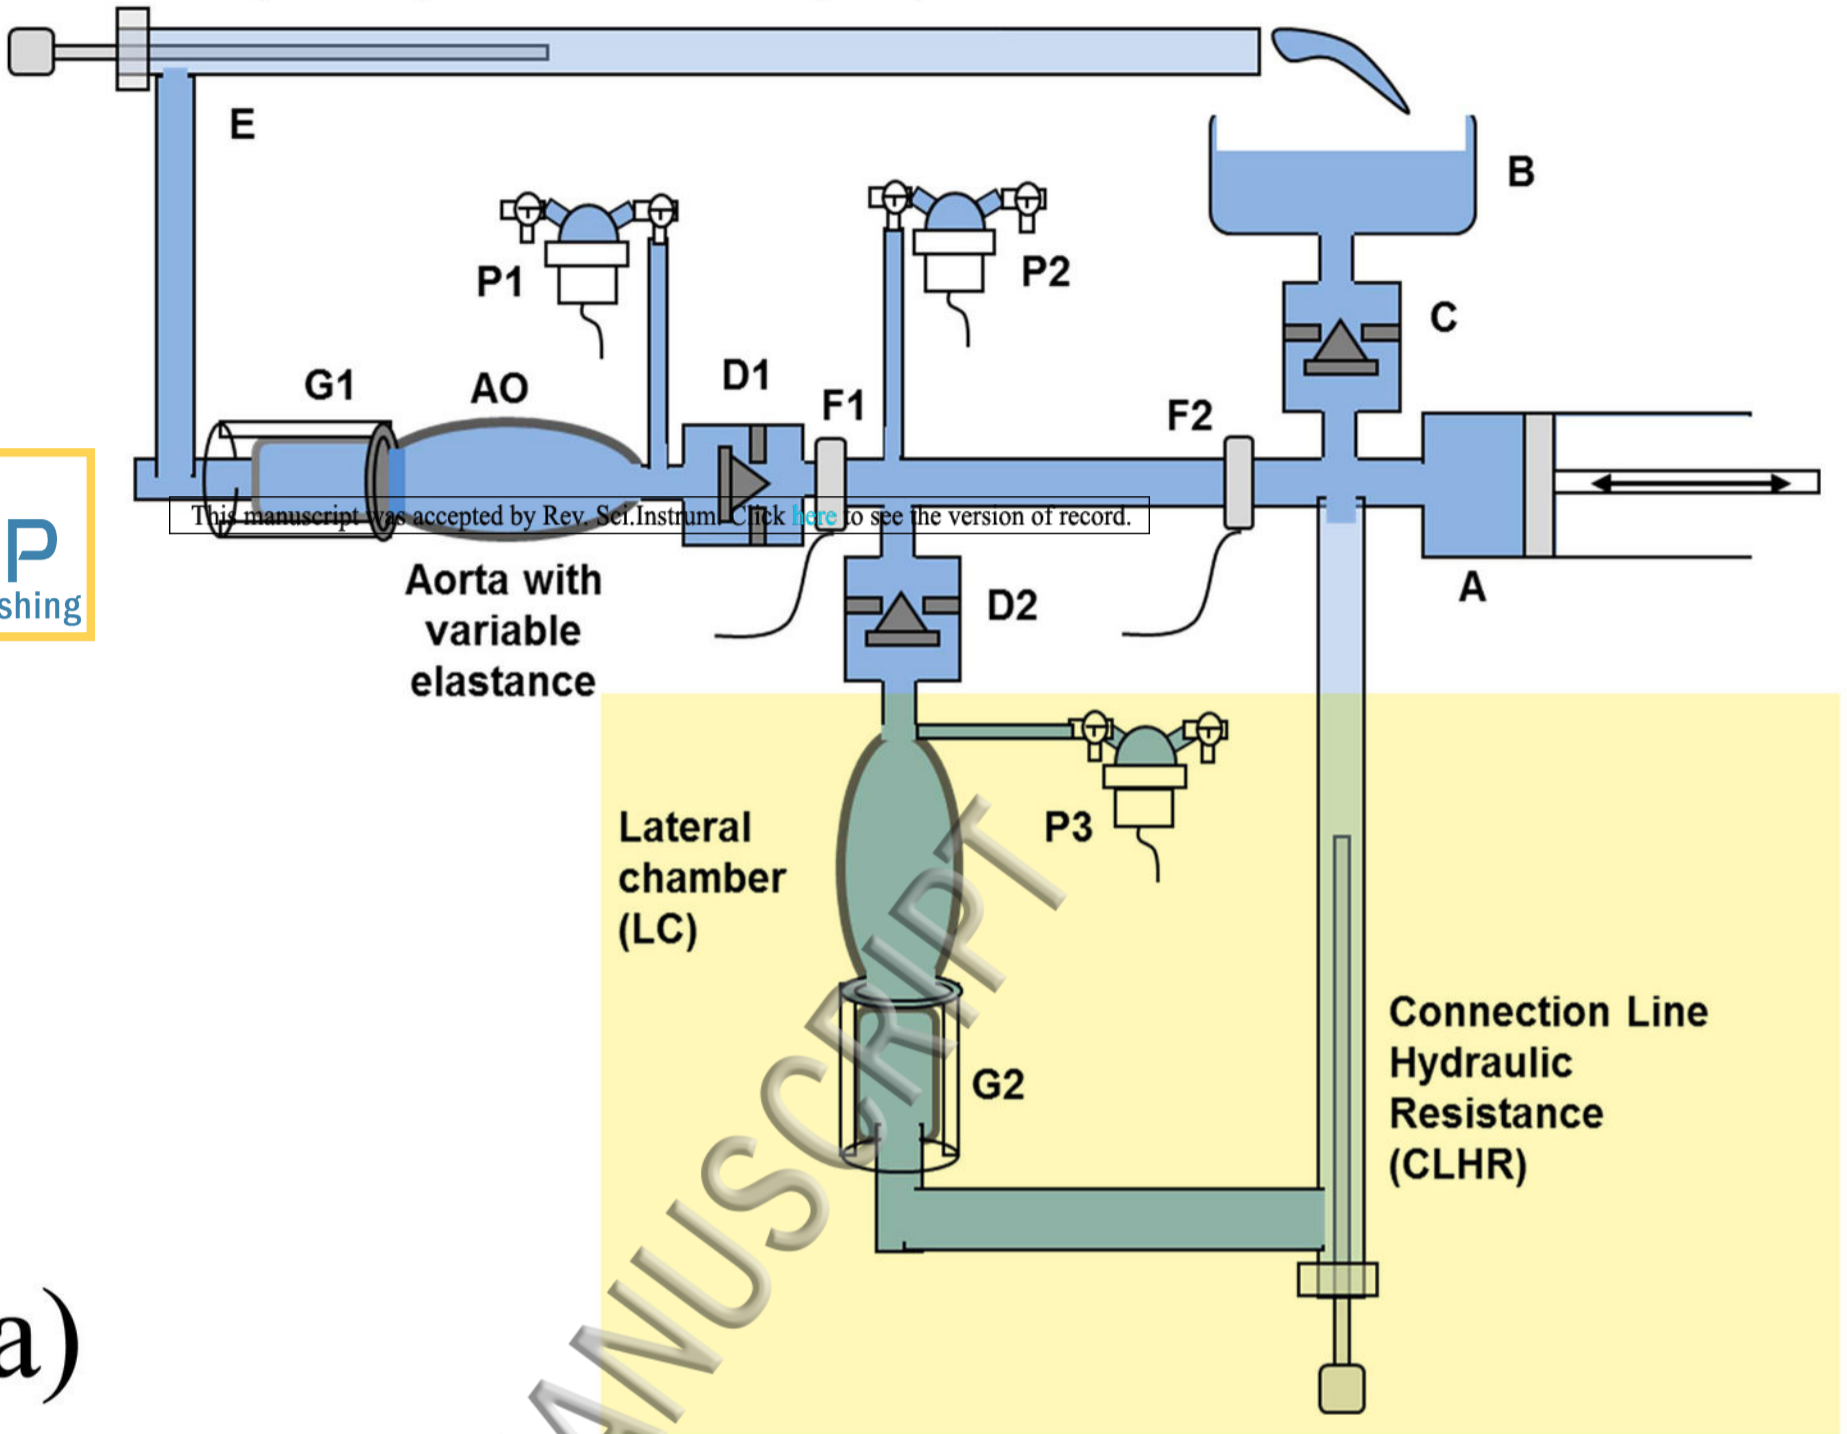 E
B
P1
P2
C
G1
AO
D1
F1
F2
P
shing
This manuscript was accepted by Rev. Sci.Instrum. Click here to see the version of record.
A
Aorta with
variable
elastance
D2
Lateral
chamber
(LC)
P3
G2
Connection Line
Hydraulic
Resistance
(CLHR)
ANUSCRIPT
a)